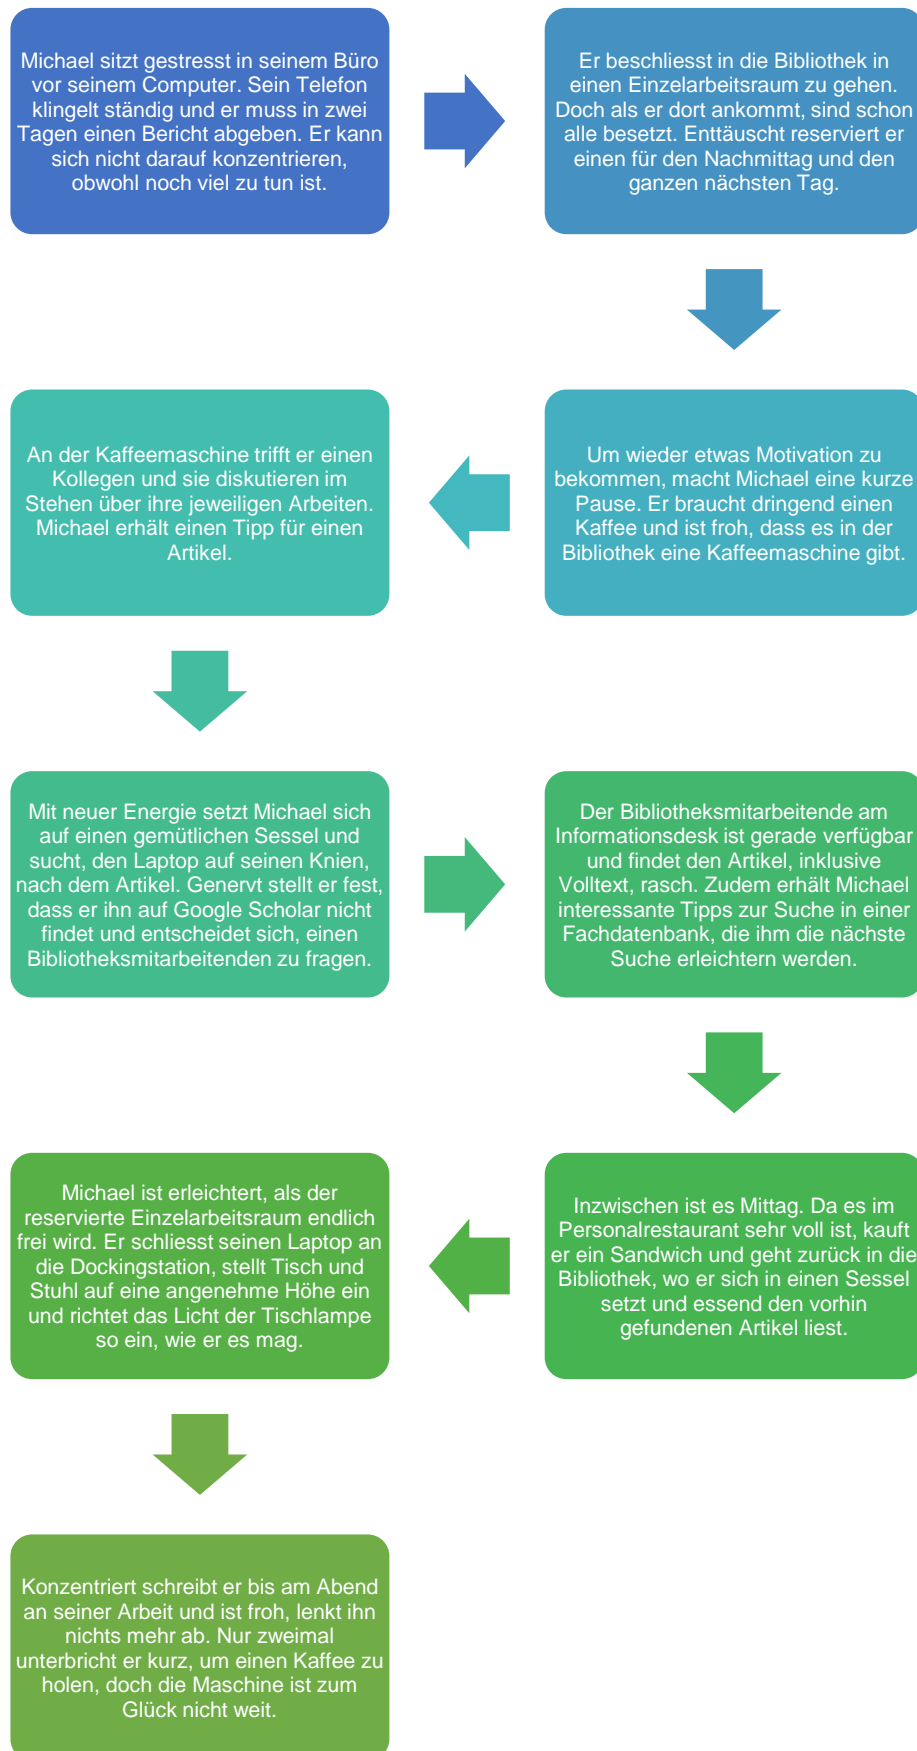 Michael sitzt gestresst in seinem Büro
vor seinem Computer. Sein Telefon
klingelt ständig und er muss in zwei
Tagen einen Bericht abgeben. Er kann
sich nicht darauf konzentrieren,
obwohl noch viel zu tun ist.
Er beschliesst in die Bibliothek in
einen Einzelarbeitsraum zu gehen.
Doch als er dort ankommt, sind schon
alle besetzt. Enttäuscht reserviert er
einen für den Nachmittag und den
ganzen nächsten Tag.
Um wieder etwas Motivation zu
bekommen, macht Michael eine kurze
Pause. Er braucht dringend einen
Kaffee und ist froh, dass es in der
Bibliothek eine Kaffeemaschine gibt.
An der Kaffeemaschine trifft er einen
Kollegen und sie diskutieren im
Stehen über ihre jeweiligen Arbeiten.
Michael erhält einen Tipp für einen
Artikel.
Mit neuer Energie setzt Michael sich
auf einen gemütlichen Sessel und
sucht, den Laptop auf seinen Knien,
nach dem Artikel. Genervt stellt er fest,
dass er ihn auf Google Scholar nicht
findet und entscheidet sich, einen
Bibliotheksmitarbeitenden zu fragen.
Der Bibliotheksmitarbeitende am
Informationsdesk ist gerade verfügbar
und findet den Artikel, inklusive
Volltext, rasch. Zudem erhält Michael
interessante Tipps zur Suche in einer
Fachdatenbank, die ihm die nächste
Suche erleichtern werden.
Inzwischen ist es Mittag. Da es im
Personalrestaurant sehr voll ist, kauft
er ein Sandwich und geht zurück in die
Bibliothek, wo er sich in einen Sessel
setzt und essend den vorhin
gefundenen Artikel liest.
Michael ist erleichtert, als der
reservierte Einzelarbeitsraum endlich
frei wird. Er schliesst seinen Laptop an
die Dockingstation, stellt Tisch und
Stuhl auf eine angenehme Höhe ein
und richtet das Licht der Tischlampe
so ein, wie er es mag.
Konzentriert schreibt er bis am Abend
an seiner Arbeit und ist froh, lenkt ihn
nichts mehr ab. Nur zweimal
unterbricht er kurz, um einen Kaffee zu
holen, doch die Maschine ist zum
Glück nicht weit.